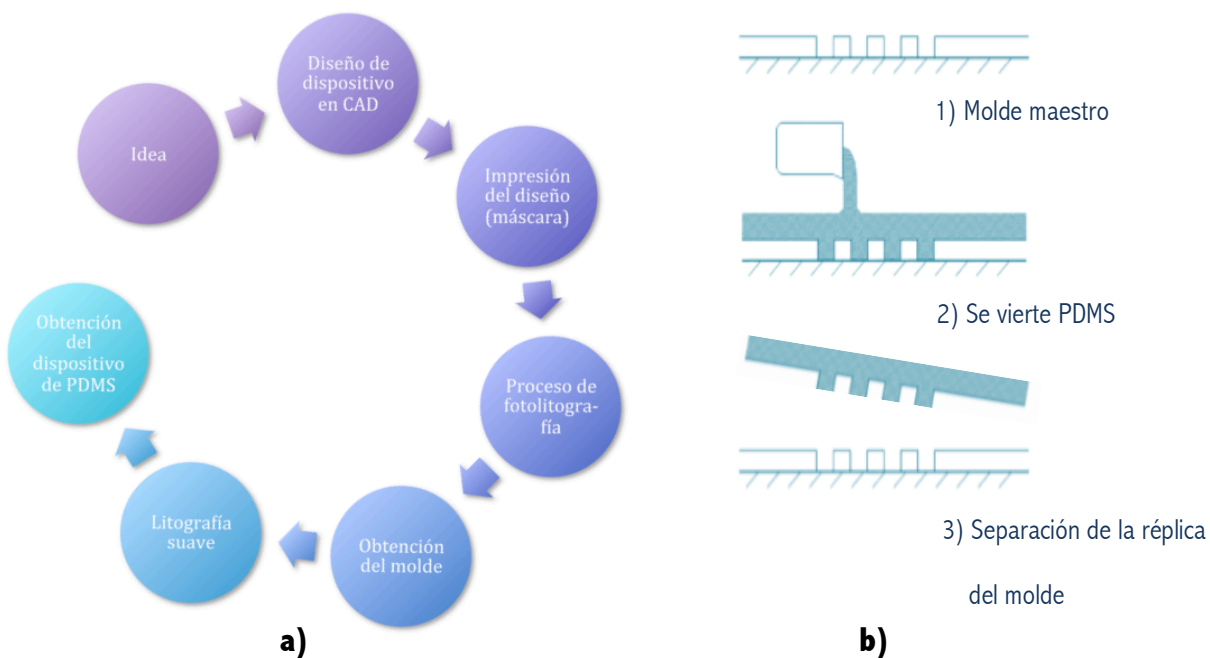 Idea
Diseño de
dispositivo
en CAD
Impresión
del diseño
(máscara)
Proceso de
fotolitogra-
fía
Obtención
del molde
Litografía
suave
Obtención
del
dispositivo
de PDMS
a)
1) Molde maestro
2) Se vierte PDMS
3) Separación de la réplica
del molde
b)